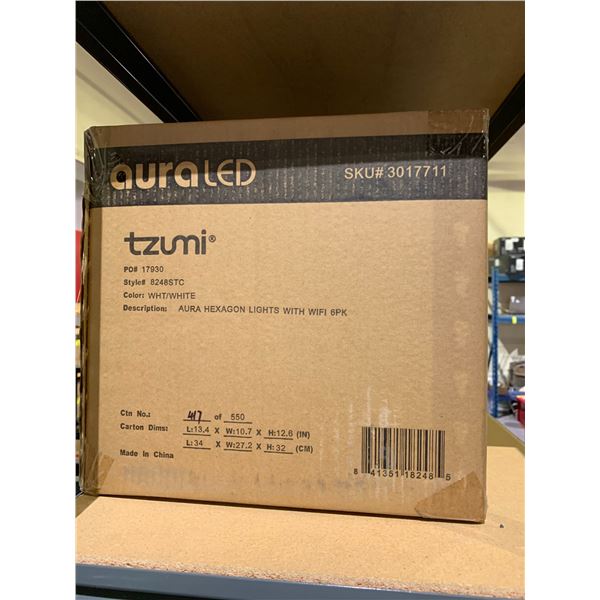 auraLED
SKU# 3017711
tzumi®
PO# 17930
Style# 8248STC
Color: WHT/WHITE
Description: AURA HEXAGON LIGHTS WITH WIFI 6PK
Ctn No.: 417 of 550
Carton Dims: L:13.4 X W:10.7 X H:12.6 (IN)
L:34 X W:27.2 X H:32 (CM)
Made In China
8 41351 18248 5